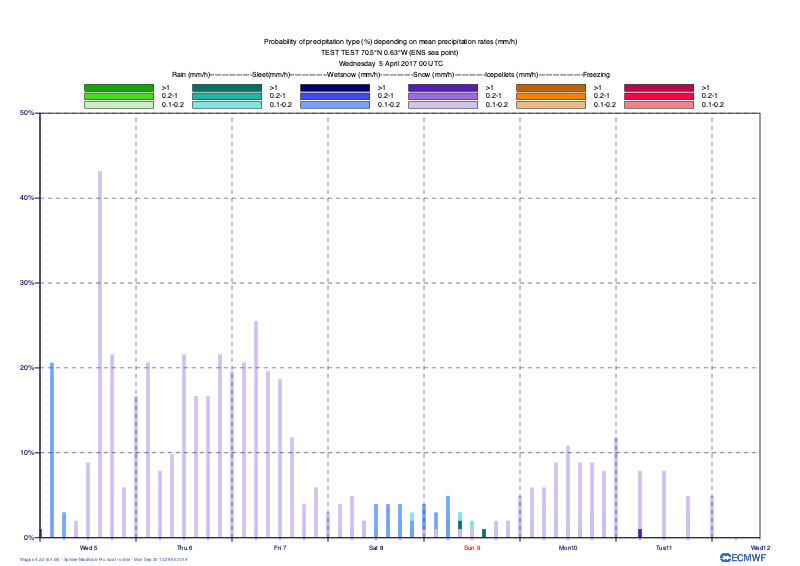 Probability of precipitation type (%) depending on mean precipitation rates (mm/h)
TEST TEST 70.5°N 0.63°W (ENS sea point)
Wednesday 5 April 2017 00 UTC
Rain (mm/h)---------------Sleet(mm/h)---------------Wetsnow (mm/h)---------------Snow (mm/h)---------------Icepellets (mm/h)---------------Freezing
>1 >1 >1 >1 >1 >1
0.2-1 0.2-1 0.2-1 0.2-1 0.2-1 0.2-1
0.1-0.2 0.1-0.2 0.1-0.2 0.1-0.2 0.1-0.2 0.1-0.2
50%
40%
30%
20%
10%
0%
Wed 5 Thu 6 Fri 7 Sat 8 Sun 9 Mon10 Tue11 Wed12
ECMWF